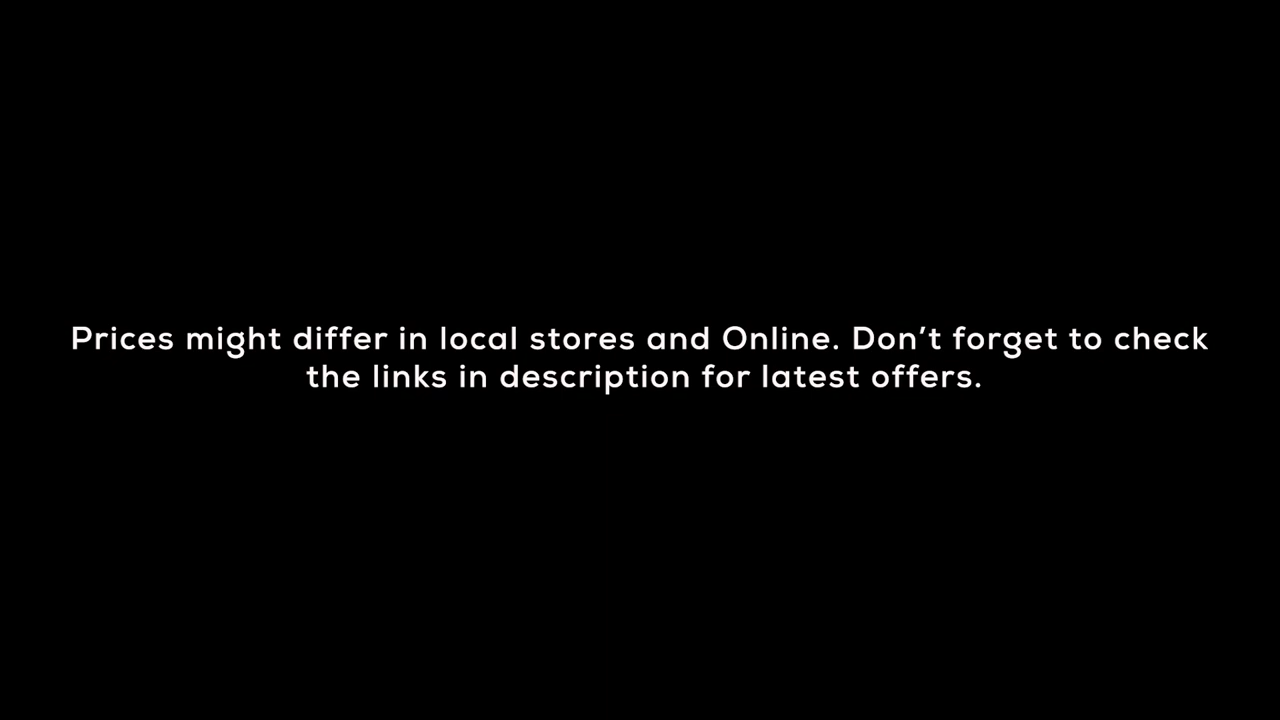 Prices might differ in local stores and Online. Don’t forget to check
the links in description for latest offers.